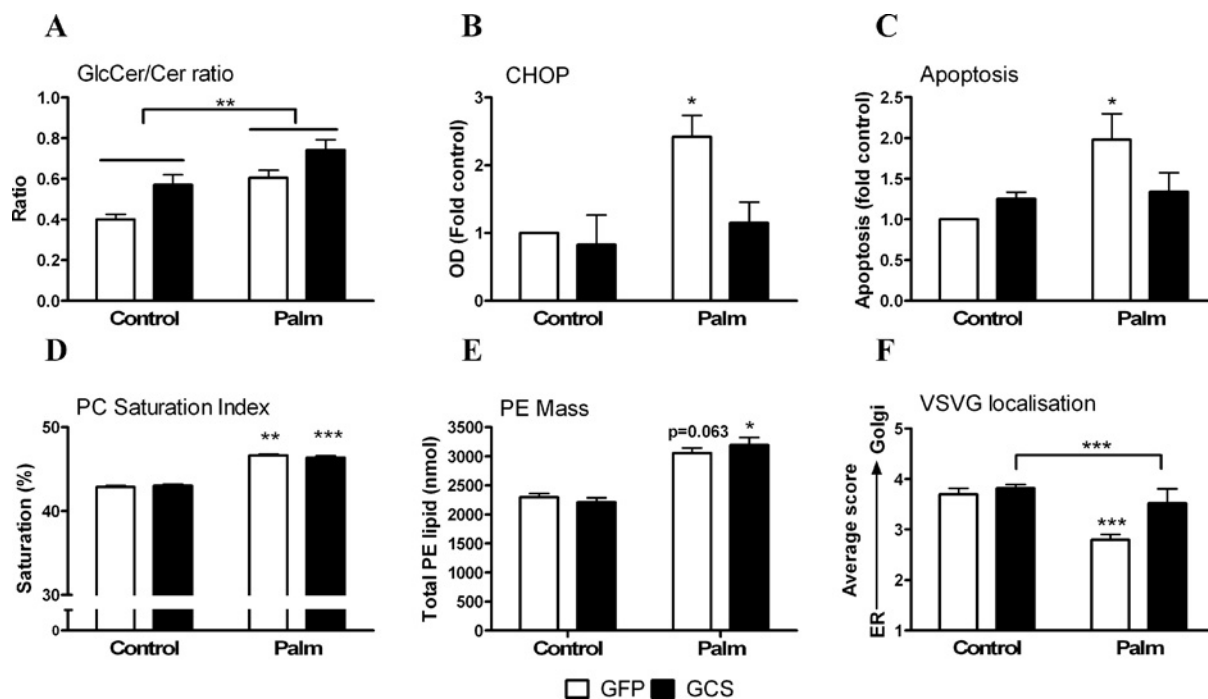 A
GlcCer/Cer ratio
Ratio
1.0
0.8
0.6
0.4
0.2
0.0
**
Control
Palm
B
CHOP
OD (Fold control)
3
2
1
0
*
Control
Palm
C
Apoptosis
Apoptosis (fold control)
2.5
2.0
1.5
1.0
0.5
0.0
*
Control
Palm
D
PC Saturation Index
Saturation (%)
50
40
30
0
**
***
Control
Palm
E
PE Mass
Total PE lipid (nmol)
3500
3000
2500
2000
1500
1000
500
0
p=0.063
*
Control
Palm
F
VSVG localisation
Average score
ER
Golgi
5
4
3
2
1
***
***
Control
Palm
GFP
GCS